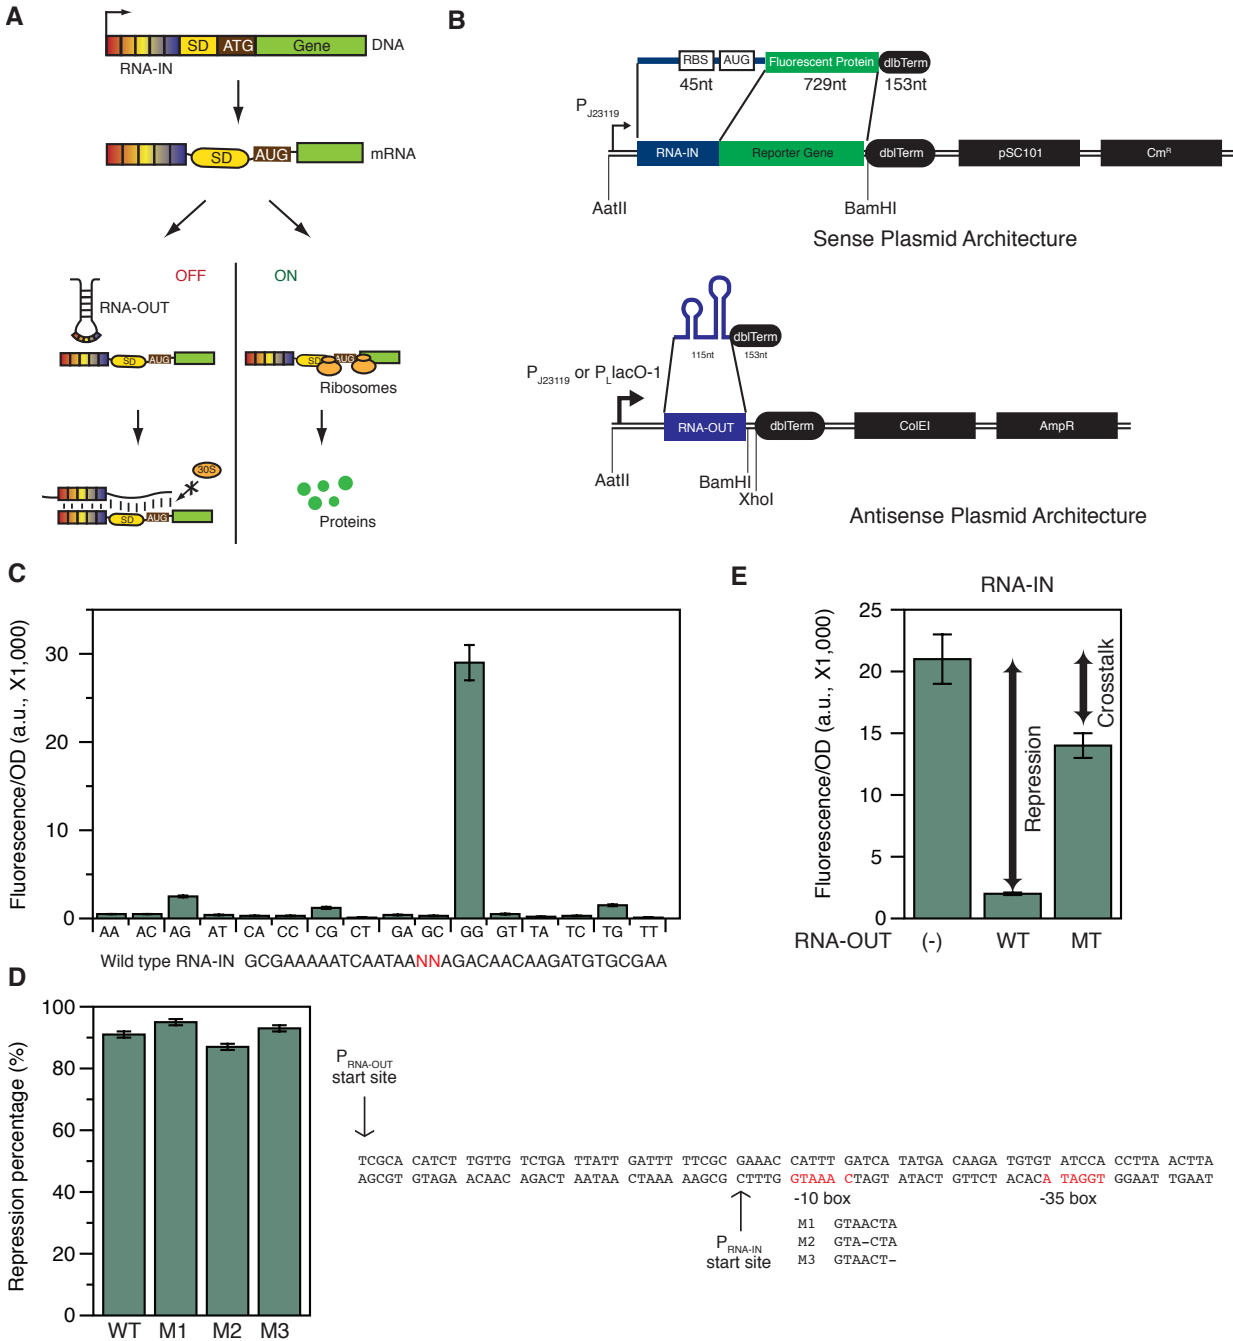 A
SD ATG Gene DNA
RNA-IN
SD AUG mRNA
OFF ON
RNA-OUT
SD AUG
SD AUG
Ribosomes
30S
SD AUG
Proteins
B
RBS AUG Fluorescent Protein dlbTerm
45nt 729nt 153nt
PJ23119
RNA-IN Reporter Gene dblTerm pSC101 CmR
AatII BamHI
Sense Plasmid Architecture
dblTerm
115nt 153nt
PJ23119 or PLlacO-1
RNA-OUT dblTerm ColEI AmpR
AatII BamHI
XhoI
Antisense Plasmid Architecture
C
Fluorescence/OD (a.u., X1,000)
30
20
10
0
AA AC AG AT CA CC CG CT GA GC GG GT TA TC TG TT
Wild type RNA-IN GCGAAAAATCAATAANNAGACAACAAGATGTGCGAA
E
RNA-IN
Fluorescence/OD (a.u., X1,000)
25
20
15
10
5
0
Repression
Crosstalk
RNA-OUT (-) WT MT
D
Repression percentage (%)
100
80
60
40
20
0
WT M1 M2 M3
PRNA-OUT
start site
TCGCA CATCT TGTTG TCTGA TTATT GATTT TTCGC GAAAC CATTT GATCA TATGA CAAGA TGTGT ATCCA CCTTA ACTTA
AGCGT GTAGA ACAAC AGACT AATAA CTAAA AAGCG CTTTG GTAAA CTAGT ATACT GTTCT ACACA TAGGT GGAAT TGAAT
-10 box -35 box
PRNA-IN
start site
M1 GTAACTA
M2 GTA-CTA
M3 GTAACT-